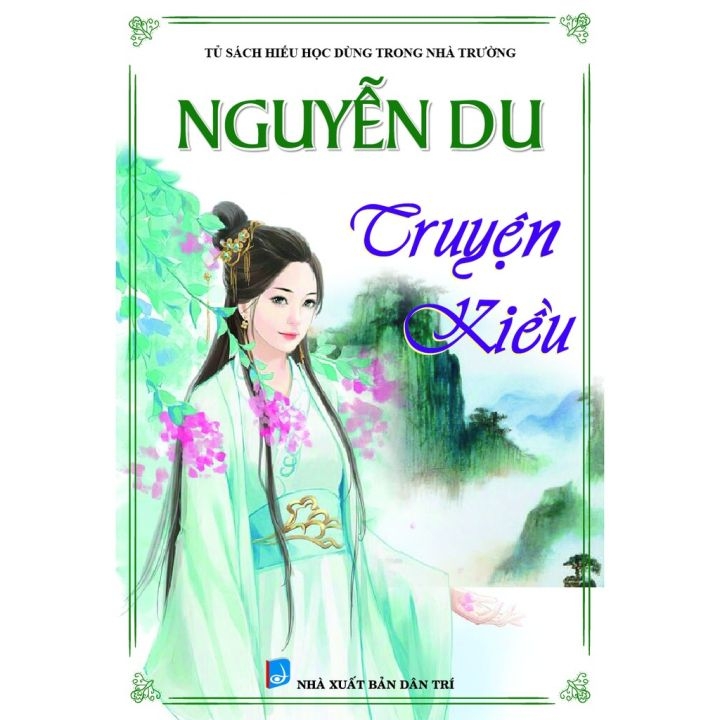 TỦ SÁCH HIẾU HỌC DÙNG TRONG NHÀ TRƯỜNG
NGUYỄN DU
Truyện
Kiều
NHÀ XUẤT BẢN DÂN TRÍ